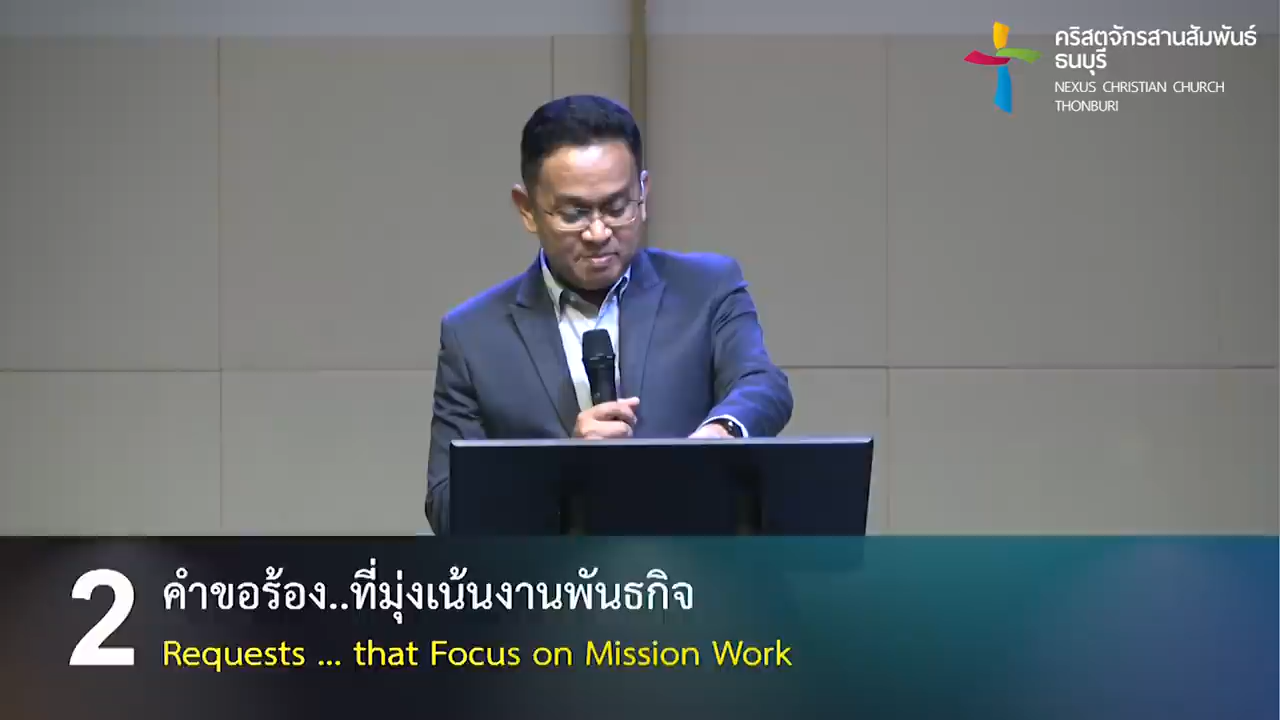 คริสตจักรสานสัมพันธ์
ธนบุรี
NEXUS CHRISTIAN CHURCH
THONBURI
2
คำขอร้อง..ที่มุ่งเน้นงานพันธกิจ
Requests ... that Focus on Mission Work